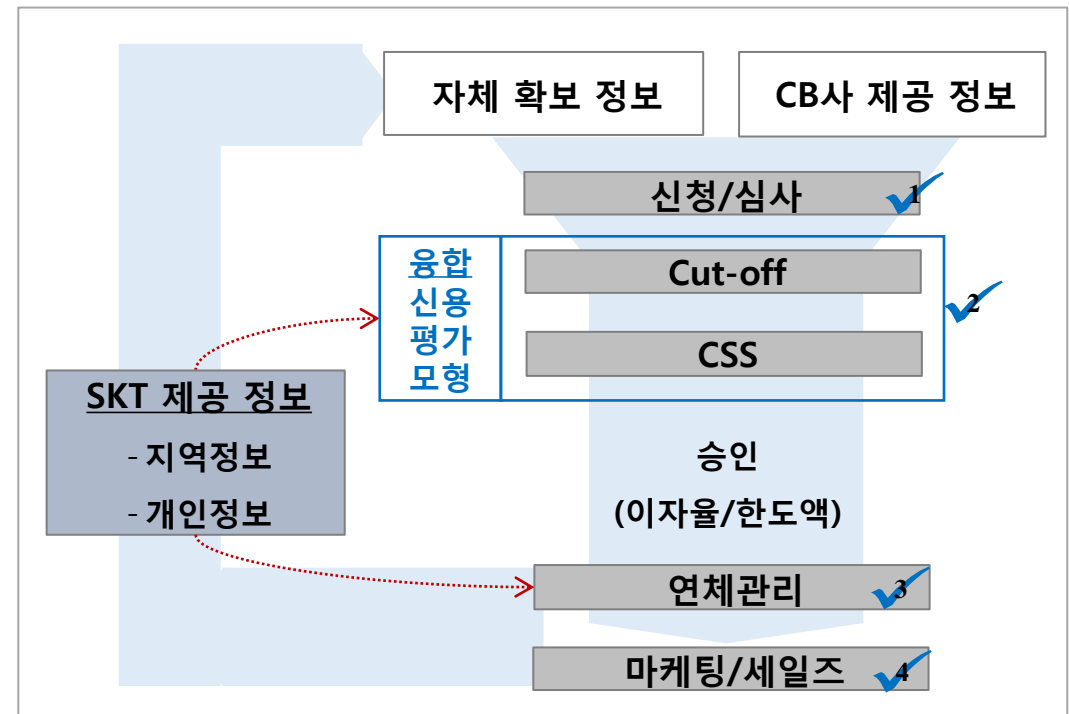 자체 확보 정보
CB사 제공 정보
신청/심사 1
융합
신용
평가
모형
Cut-off
CSS
2
SKT 제공 정보
- 지역정보
- 개인정보
승인
(이자율/한도액)
연체관리 3
마케팅/세일즈 4